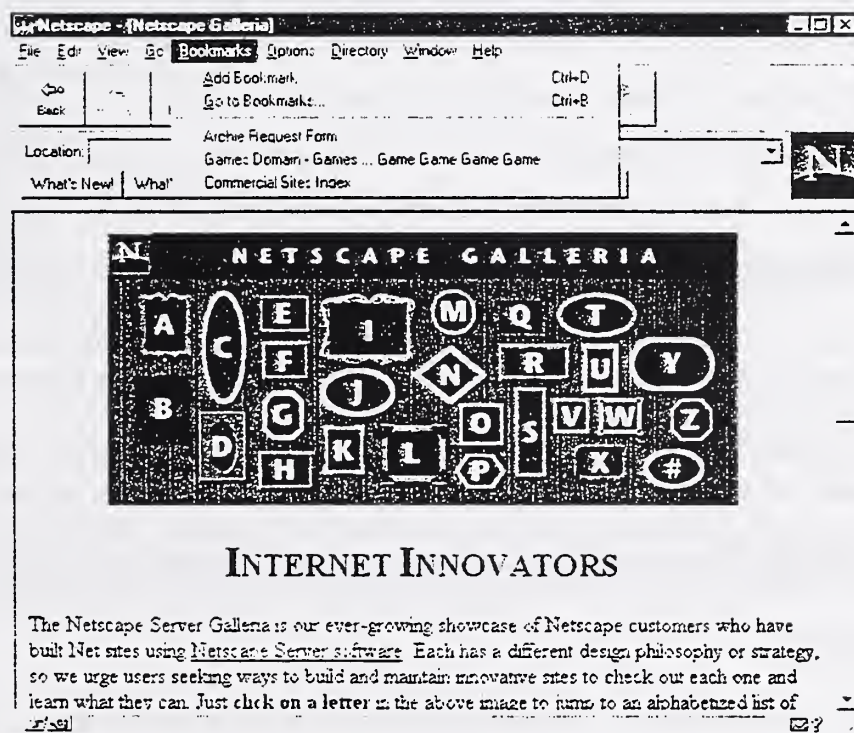 Netscape - [Netscape Galleria]
File Edit View Go Bookmarks Options Directory Window Help
Add Bookmark Ctrl+D
Go to Bookmarks... Ctrl+B
Back
Archie Request Form
Location:
Games Domain - Games ... Game Game Game Game
What's New! What'
Commercial Sites Index
N
N NETSCAPE GALLERIA
A C E I M Q T
F J N R U Y
B G O S V W Z
D H K L P X #
INTERNET INNOVATORS
The Netscape Server Galleria is our ever-growing showcase of Netscape customers who have
built Net sites using Netscape Server software. Each has a different design philosophy or strategy,
so we urge users seeking ways to build and maintain innovative sites to check out each one and
learn what they can. Just click on a letter in the above image to jump to an alphabetized list of
?